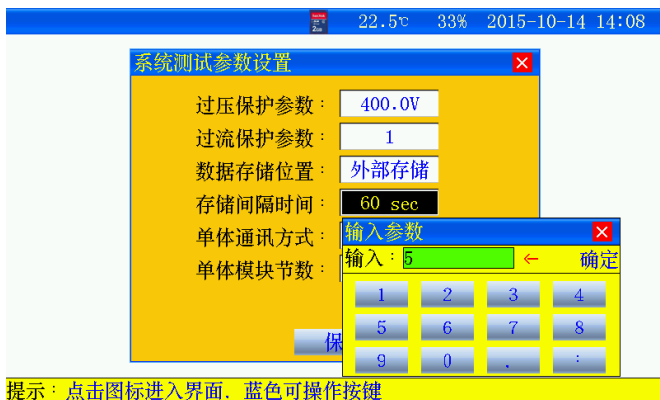 22.5℃ 33% 2015-10-14 14:08
系统测试参数设置
过压保护参数： 400.0V
过流保护参数： 1
数据存储位置： 外部存储
存储间隔时间： 60 sec
单体通讯方式：
单体模块节数：
保
输入参数
输入：5 ← 确定
1 2 3 4
5 6 7 8
9 0 . :
提示：点击图标进入界面．蓝色可操作按键